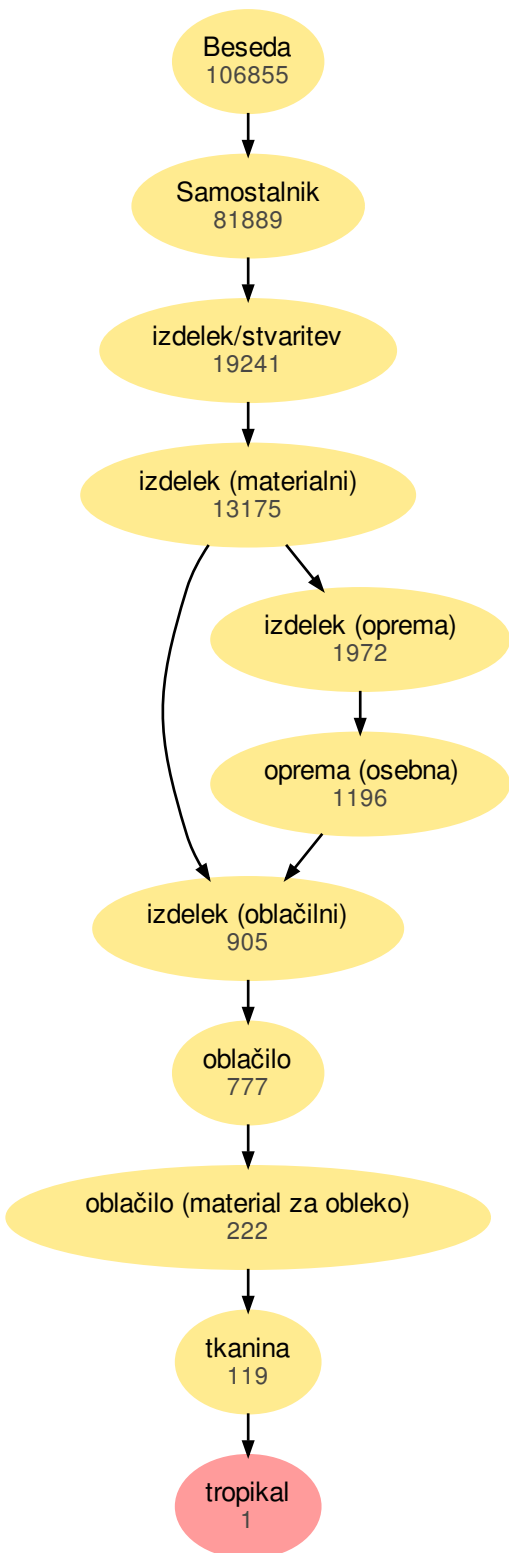 Beseda
106855
Samostalnik
81889
izdelek/stvaritev
19241
izdelek (materialni)
13175
izdelek (oprema)
1972
oprema (osebna)
1196
izdelek (oblačilni)
905
oblačilo
777
oblačilo (material za obleko)
222
tkanina
119
tropikal
1